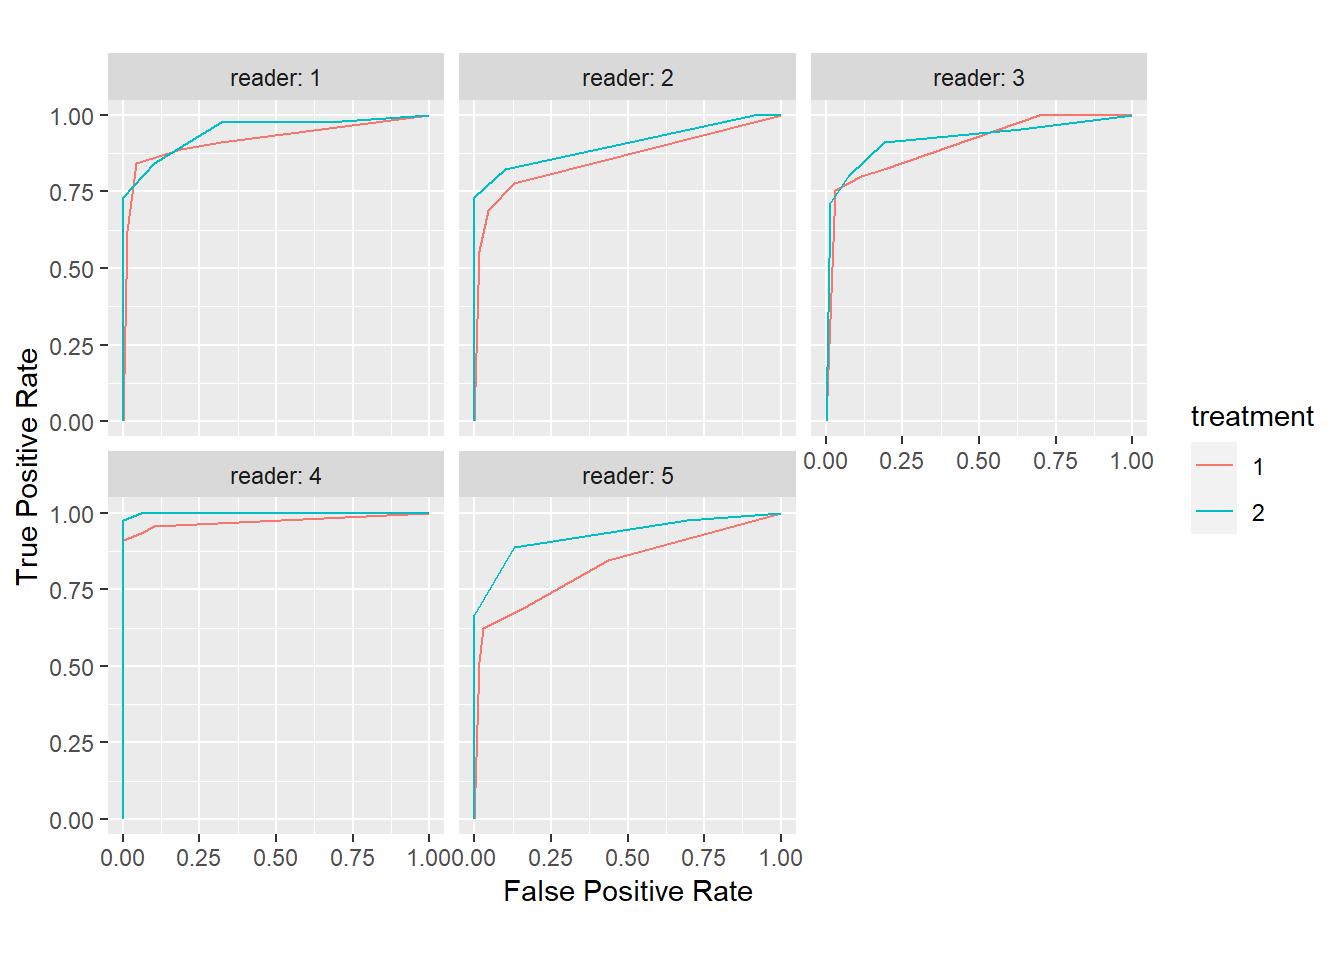 reader: 1
reader: 2
reader: 3
1.00
0.75
0.50
0.25
0.00
0.00 0.25 0.50 0.75 1.00
reader: 4
reader: 5
1.00
0.75
0.50
0.25
0.00
0.00 0.25 0.50 0.75 1.00
0.00 0.25 0.50 0.75 1.00
False Positive Rate
True Positive Rate
treatment
1
2